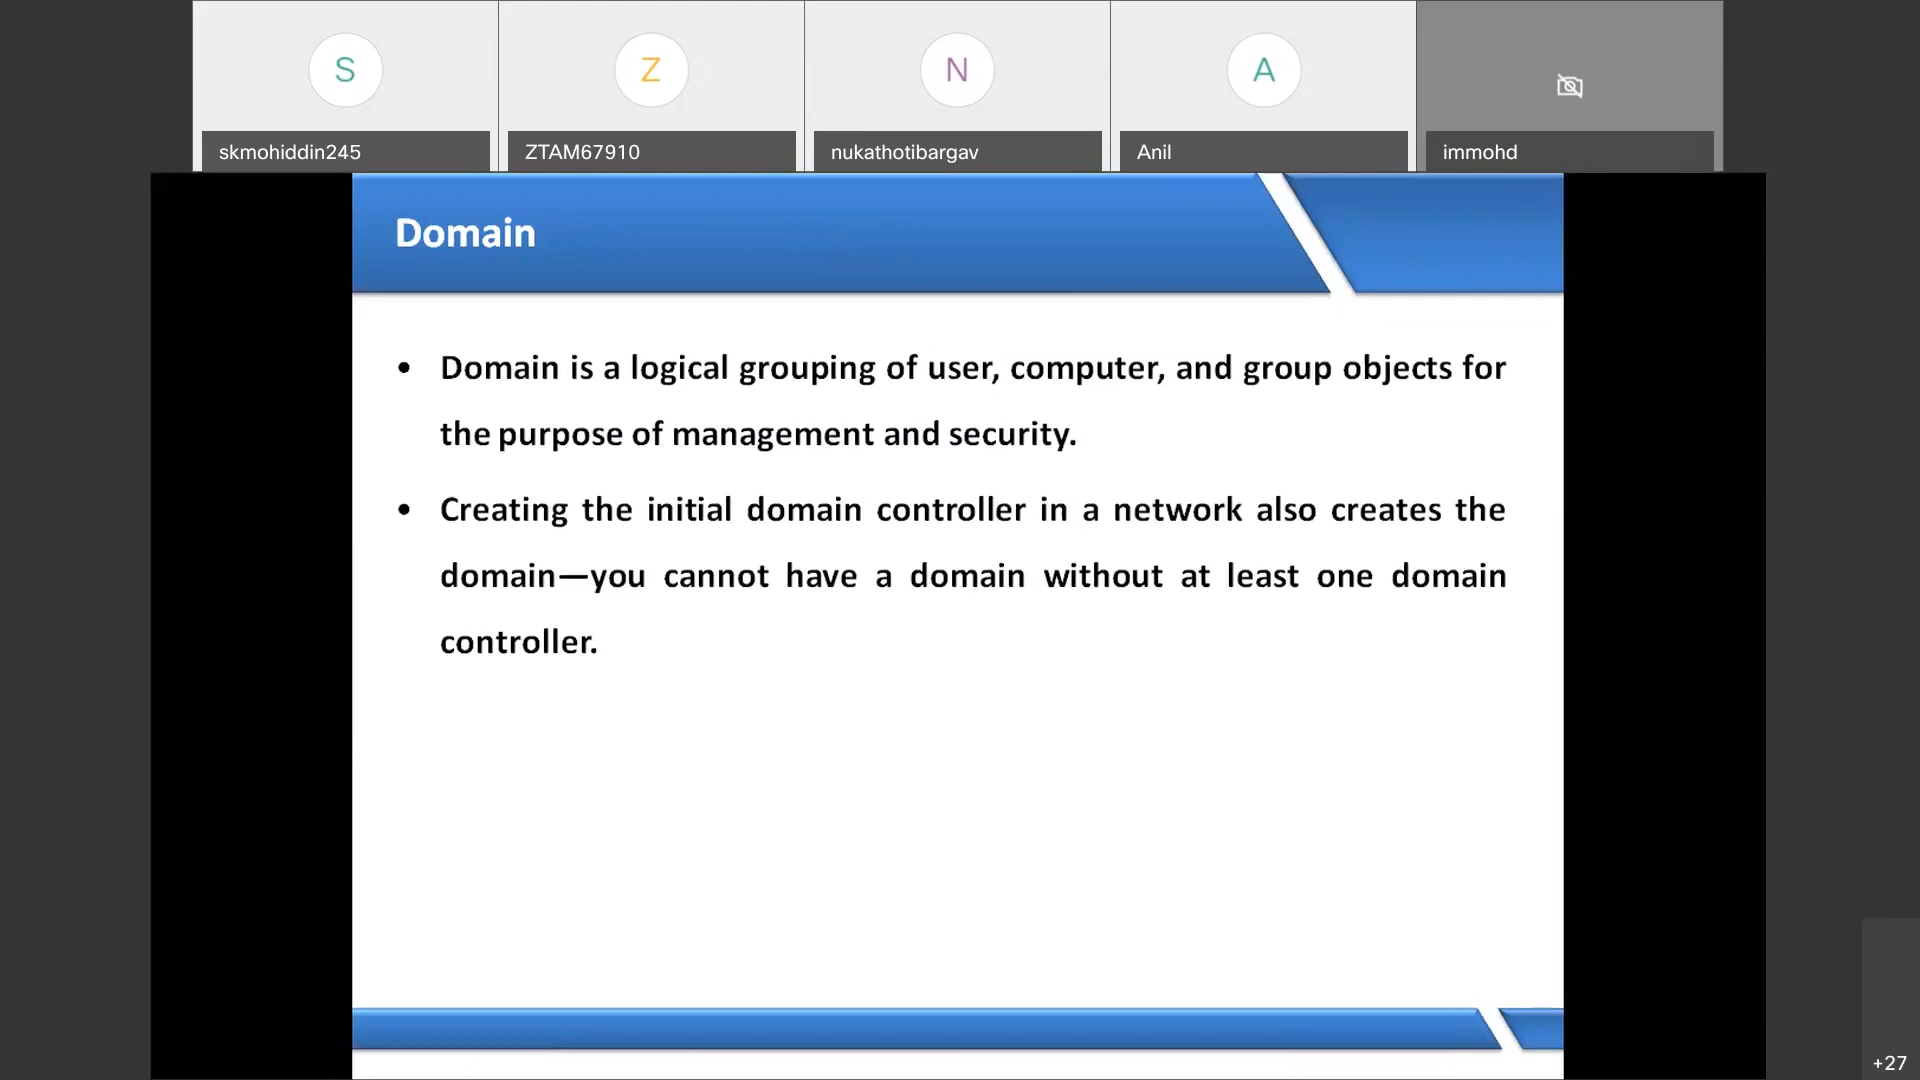 S
Z
N
A
skmohiddin245
ZTAM67910
nukathotibargav
Anil
immohd
Domain
• Domain is a logical grouping of user, computer, and group objects for
the purpose of management and security.
• Creating the initial domain controller in a network also creates the
domain—you cannot have a domain without at least one domain
controller.
+27